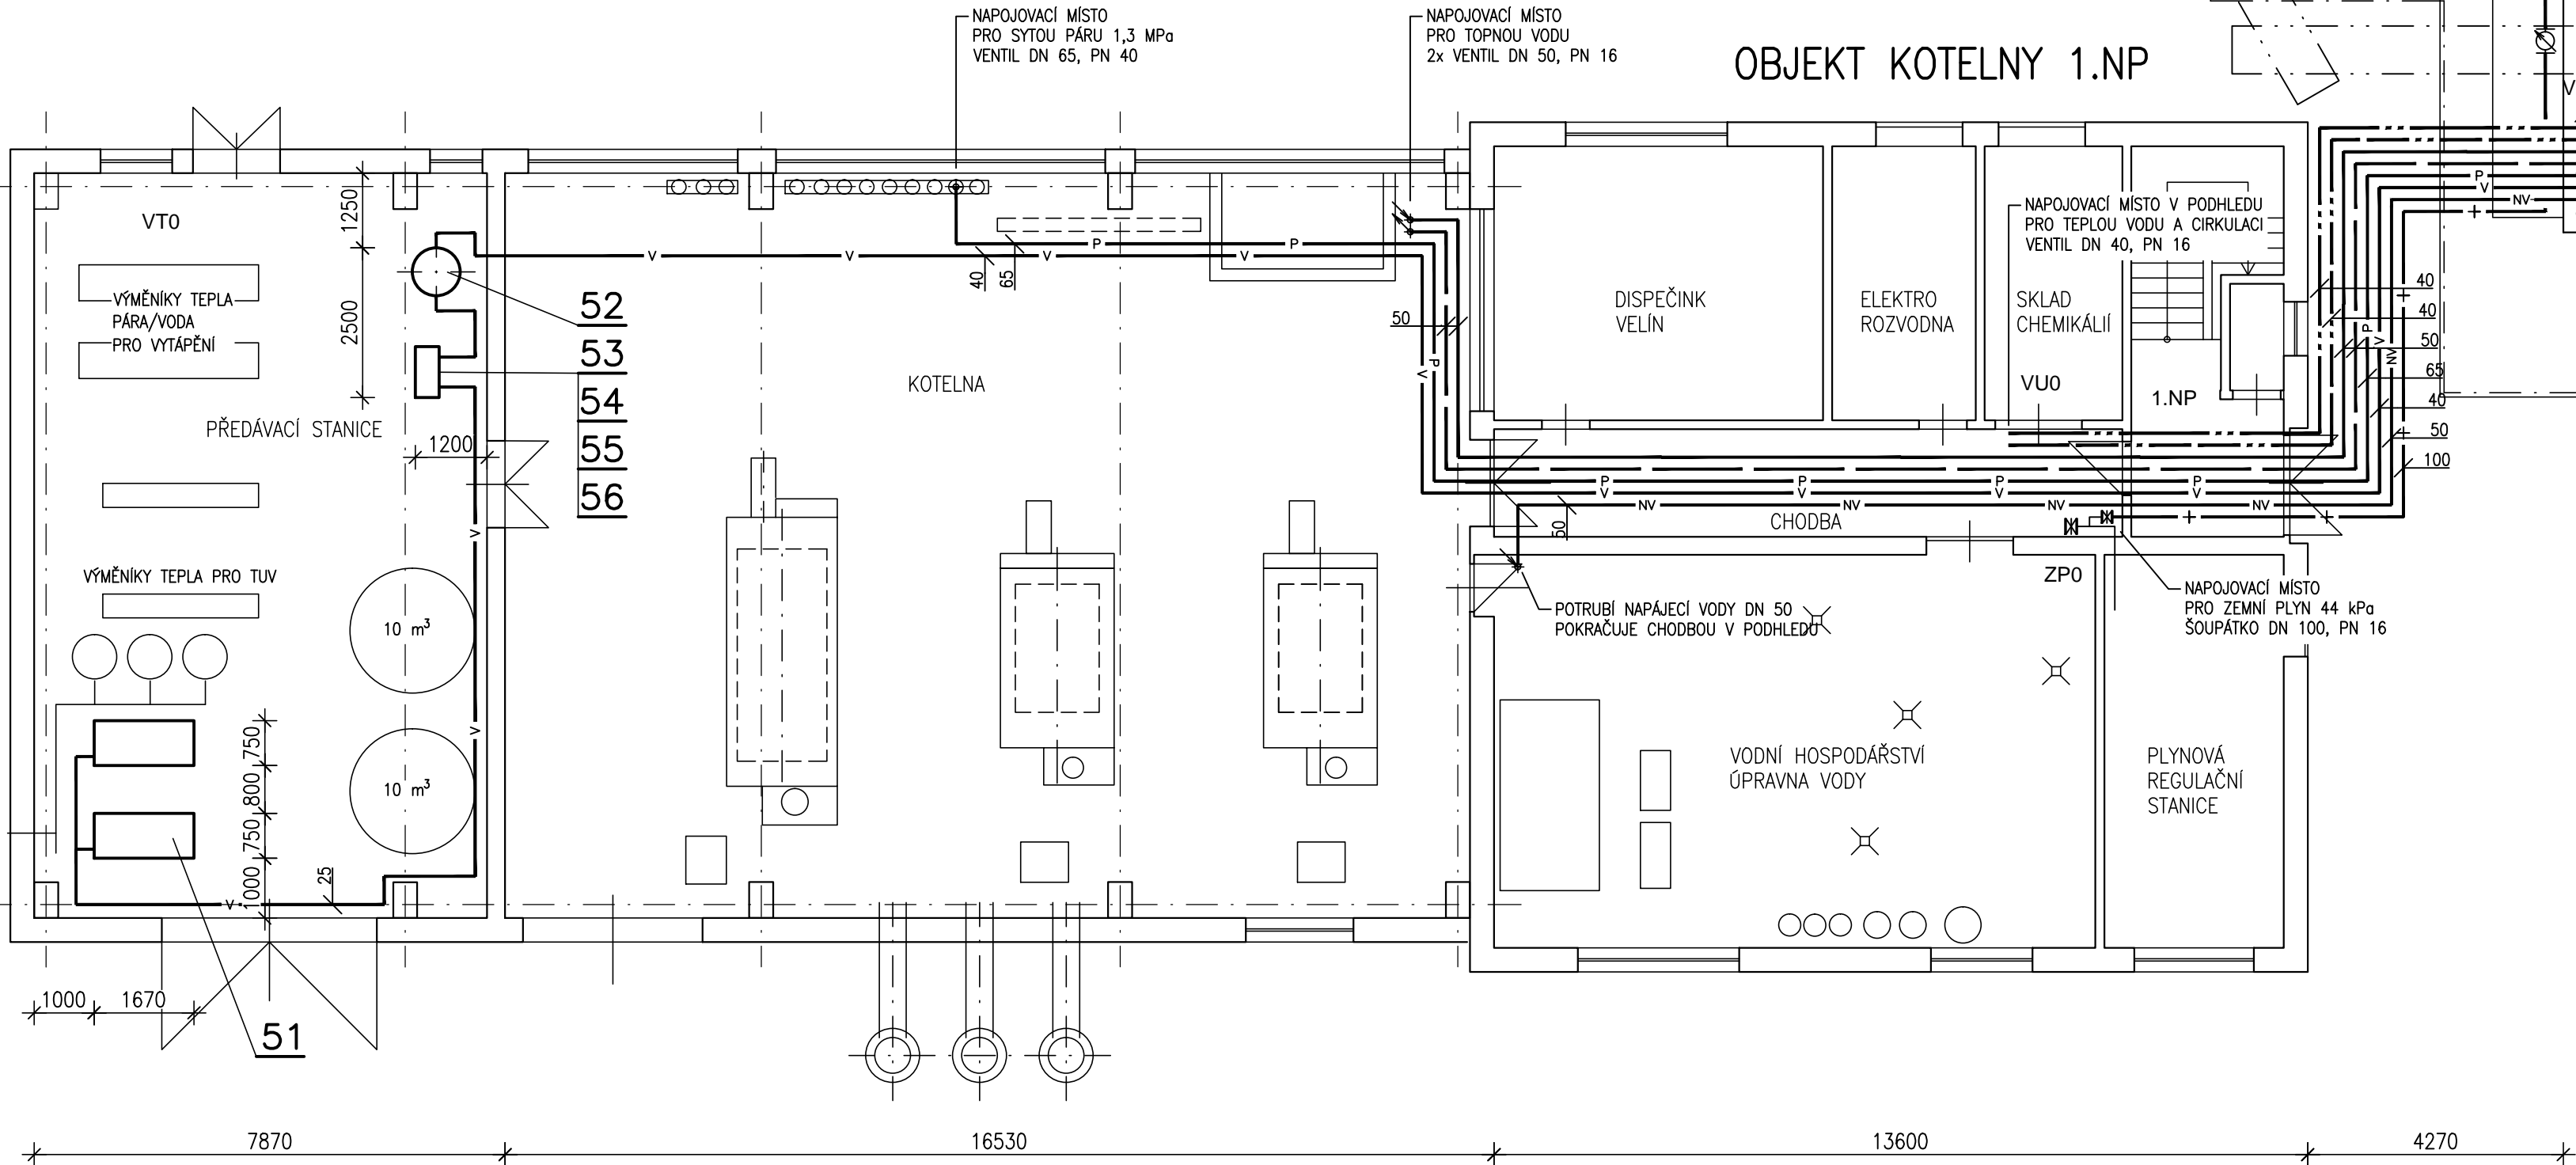 NAPOJOVACÍ MÍSTO
PRO SYTOU PÁRU 1,3 MPa
VENTIL DN 65, PN 40
NAPOJOVACÍ MÍSTO
PRO TOPNOU VODU
2x VENTIL DN 50, PN 16
OBJEKT KOTELNY 1.NP
V
VT0
1250
2500
VÝMĚNÍKY TEPLA
PÁRA/VODA
PRO VYTÁPĚNÍ
PŘEDÁVACÍ STANICE
1200
52
53
54
55
56
V
V
V
V
P
P
40
65
50
KOTELNA
V
P
DISPEČINK
VELÍN
ELEKTRO
ROZVODNA
SKLAD
CHEMIKÁLIÍ
NAPOJOVACÍ MÍSTO V PODHLEDU
PRO TEPLOU VODU A CIRKULACI
VENTIL DN 40, PN 16
VU0
1.NP
P
V
NV
P
V
NV
40
40
50
65
40
50
100
P
P
P
P
V
V
V
V
NV
NV
NV
NV
50
CHODBA
ZP0
POTRUBÍ NAPÁJECÍ VODY DN 50
POKRAČUJE CHODBOU V PODHLEDU
NAPOJOVACÍ MÍSTO
PRO ZEMNÍ PLYN 44 kPa
ŠOUPÁTKO DN 100, PN 16
VÝMĚNÍKY TEPLA PRO TUV
10 m³
10 m³
V
V
V
750
800
750
1000
25
VODNÍ HOSPODÁŘSTVÍ
ÚPRAVNA VODY
PLYNOVÁ
REGULAČNÍ
STANICE
1000
1670
51
7870
16530
13600
4270